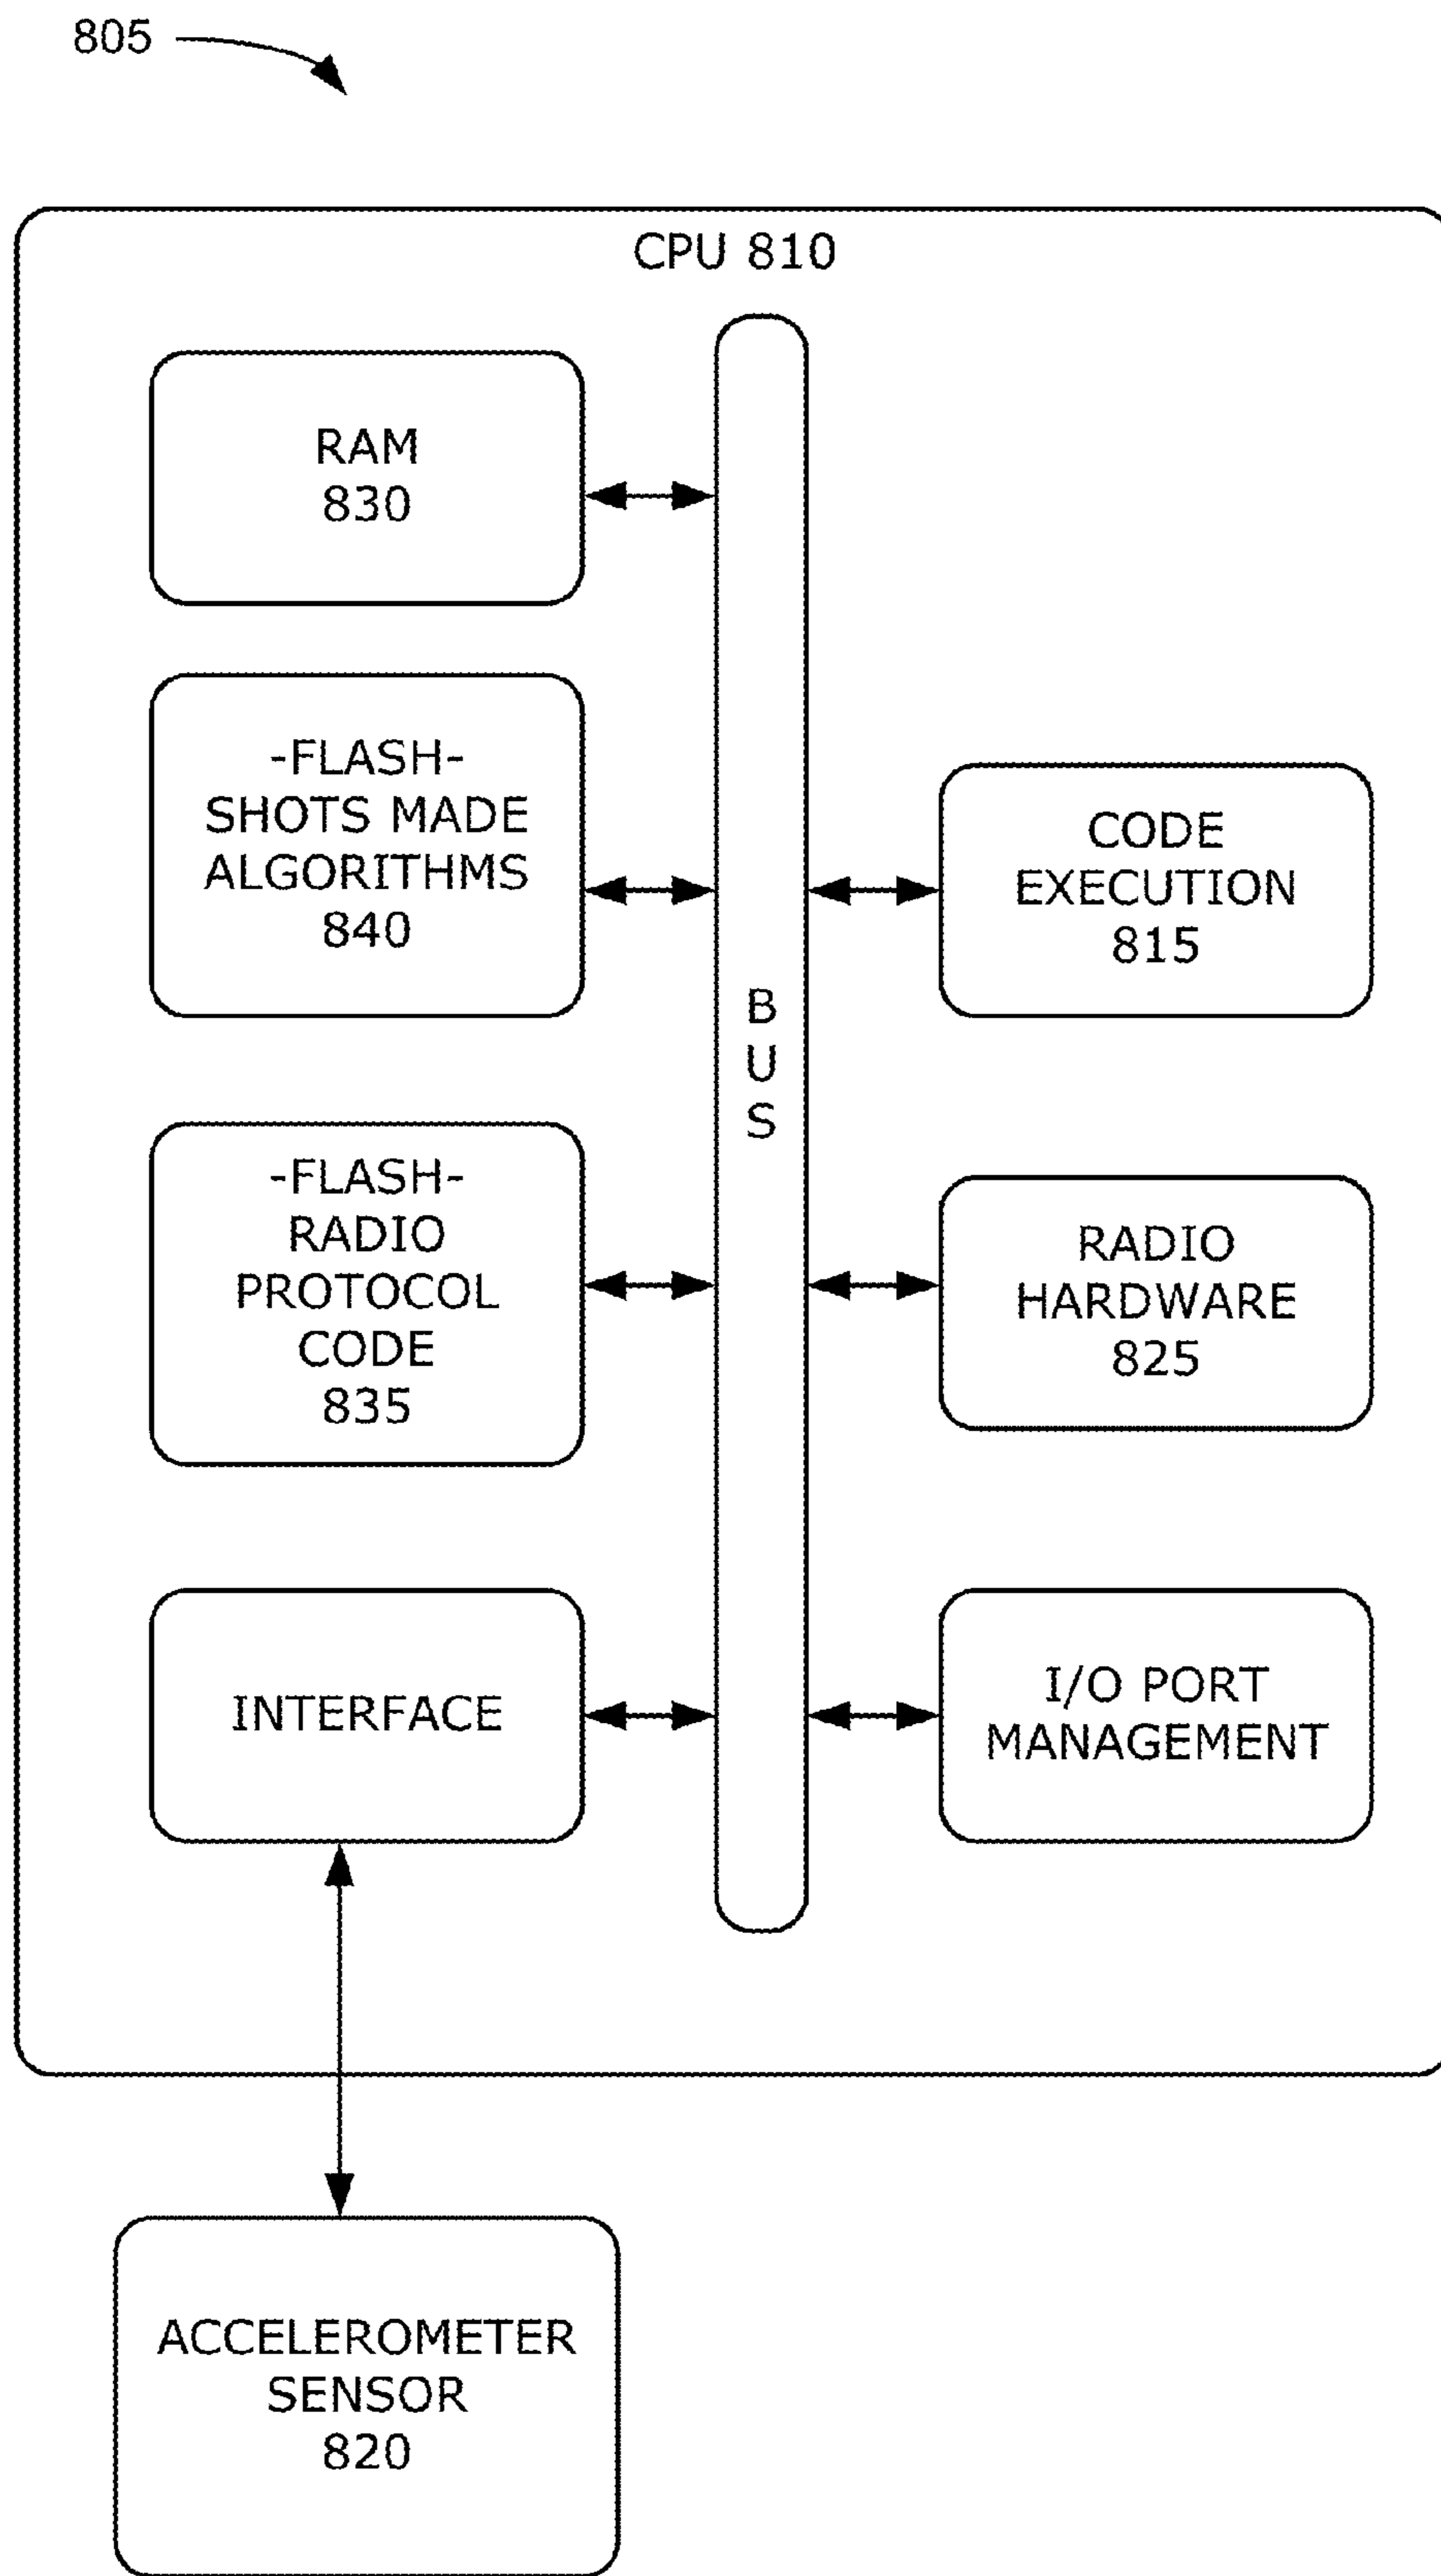 805
CPU 810
RAM
830
-FLASH-
SHOTS MADE
ALGORITHMS
840
-FLASH-
RADIO
PROTOCOL
CODE
835
INTERFACE
B
U
S
CODE
EXECUTION
815
RADIO
HARDWARE
825
I/O PORT
MANAGEMENT
ACCELEROMETER
SENSOR
820